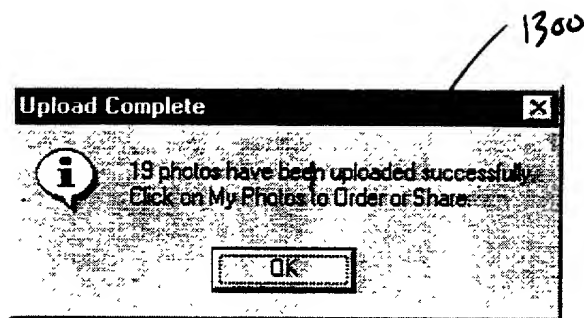 1300
Upload Complete
19 photos have been uploaded successfully.
Click on My Photos to Order or Share.
OK